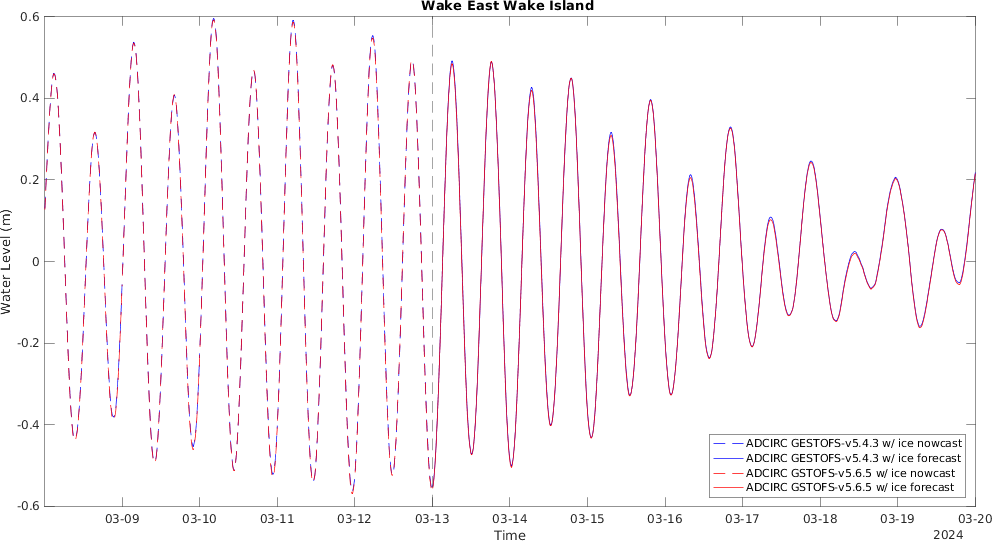 Wake East Wake Island
0.6
0.4
0.2
0
-0.2
-0.4
-0.6
Water Level (m)
ADCIRC GESTOFS-v5.4.3 w/ ice nowcast
ADCIRC GESTOFS-v5.4.3 w/ ice forecast
ADCIRC GSTOFS-v5.6.5 w/ ice nowcast
ADCIRC GSTOFS-v5.6.5 w/ ice forecast
03-09 03-10 03-11 03-12 03-13 03-14 03-15 03-16 03-17 03-18 03-19 03-20
Time
2024